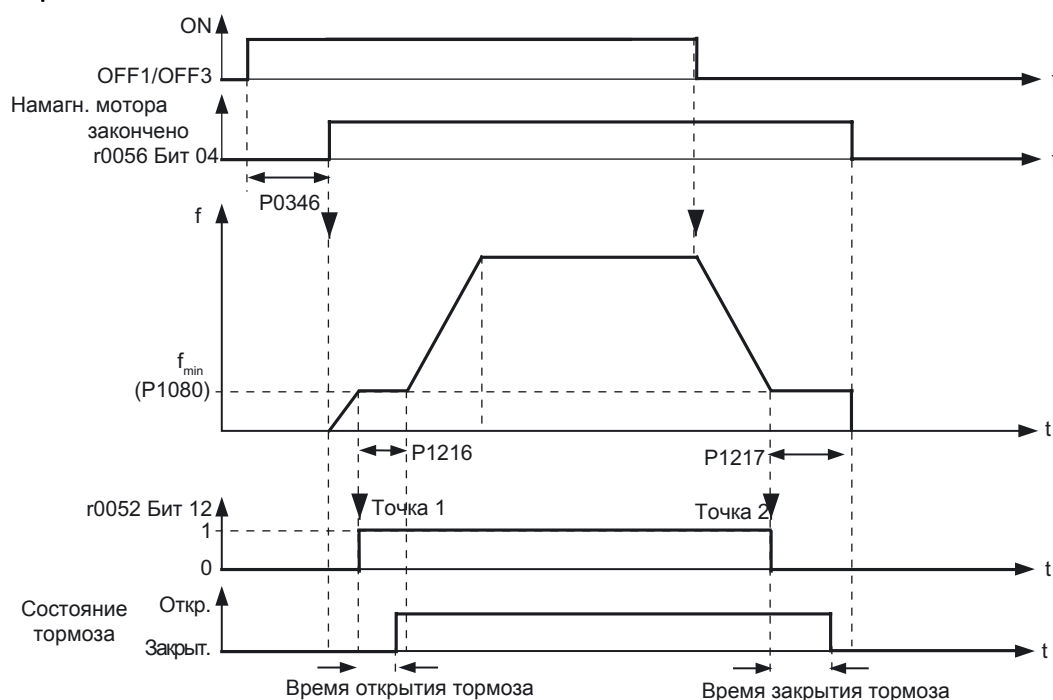 ON
OFF1/OFF3
t
Намагн. мотора
закончено
r0056 Бит 04
t
P0346
f
f min
(P1080)
t
P1216
P1217
r0052 Бит 12
Точка 1
Точка 2
1
0
t
Состояние
тормоза
Откр.
Закрыт.
t
Время открытия тормоза
Время закрытия тормоза